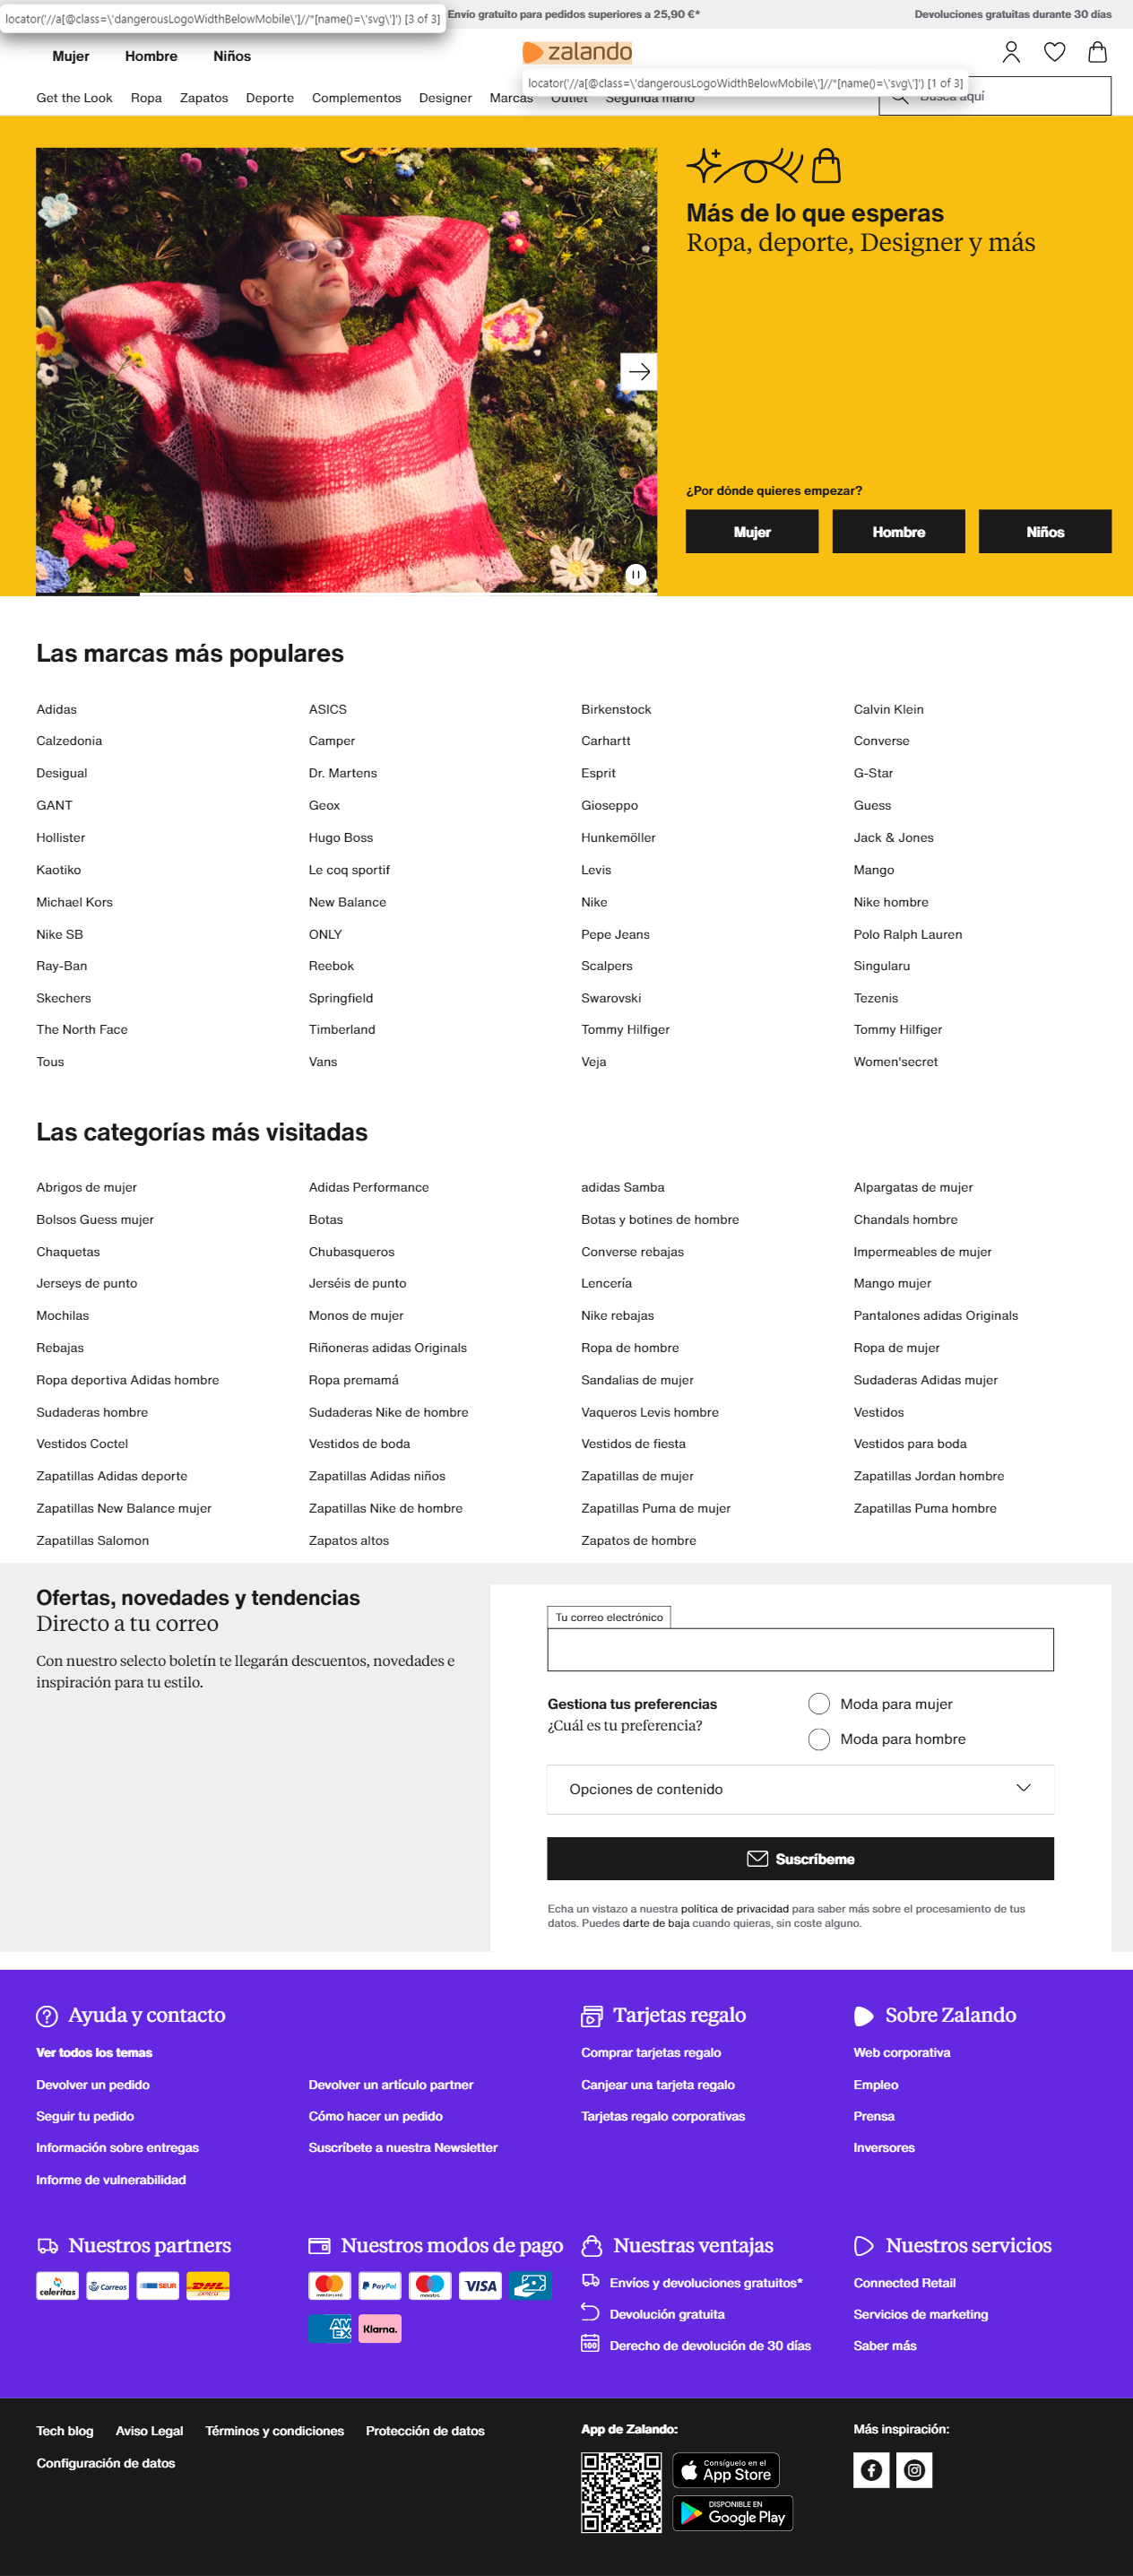 locator('//a[@class=\'dangerousLogoWidthBelowMobile\']//*[name()=\'svg\']') [3 of 3]
Envío gratuito para pedidos superiores a 25,90 €*
Devoluciones gratuitas durante 30 días
Mujer Hombre Niños
zalando
locator('//a[@class=\'dangerousLogoWidthBelowMobile\']//*[name()=\'svg\']') [1 of 3]
Get the Look Ropa Zapatos Deporte Complementos Designer Marcas Outlet Segunda mano
Busca aquí
Más de lo que esperas
Ropa, deporte, Designer y más
¿Por dónde quieres empezar?
Mujer Hombre Niños
Las marcas más populares
Adidas ASICS Birkenstock Calvin Klein
Calzedonia Camper Carhartt Converse
Desigual Dr. Martens Esprit G-Star
GANT Geox Gioseppo Guess
Hollister Hugo Boss Hunkemöller Jack & Jones
Kaotiko Le coq sportif Levis Mango
Michael Kors New Balance Nike Nike hombre
Nike SB ONLY Pepe Jeans Polo Ralph Lauren
Ray-Ban Reebok Scalpers Singularu
Skechers Springfield Swarovski Tezenis
The North Face Timberland Tommy Hilfiger Tommy Hilfiger
Tous Vans Veja Women'secret
Las categorías más visitadas
Abrigos de mujer Adidas Performance adidas Samba Alpargatas de mujer
Bolsos Guess mujer Botas Botas y botines de hombre Chandals hombre
Chaquetas Chubasqueros Converse rebajas Impermeables de mujer
Jerseys de punto Jerséis de punto Lencería Mango mujer
Mochilas Monos de mujer Nike rebajas Pantalones adidas Originals
Rebajas Riñoneras adidas Originals Ropa de hombre Ropa de mujer
Ropa deportiva Adidas hombre Ropa premamá Sandalias de mujer Sudaderas Adidas mujer
Sudaderas hombre Sudaderas Nike de hombre Vaqueros Levis hombre Vestidos
Vestidos Coctel Vestidos de boda Vestidos de fiesta Vestidos para boda
Zapatillas Adidas deporte Zapatillas Adidas niños Zapatillas de mujer Zapatillas Jordan hombre
Zapatillas New Balance mujer Zapatillas Nike de hombre Zapatillas Puma de mujer Zapatillas Puma hombre
Zapatillas Salomon Zapatos altos Zapatos de hombre
Ofertas, novedades y tendencias
Directo a tu correo
Con nuestro selecto boletín te llegarán descuentos, novedades e
inspiración para tu estilo.
Tu correo electrónico
Gestiona tus preferencias
¿Cuál es tu preferencia?
Moda para mujer
Moda para hombre
Opciones de contenido
Suscríbeme
Echa un vistazo a nuestra política de privacidad para saber más sobre el procesamiento de tus
datos. Puedes darte de baja cuando quieras, sin coste alguno.
Ayuda y contacto Tarjetas regalo Sobre Zalando
Ver todos los temas Comprar tarjetas regalo Web corporativa
Devolver un pedido Devolver un artículo partner Canjear una tarjeta regalo Empleo
Seguir tu pedido Cómo hacer un pedido Tarjetas regalo corporativas Prensa
Información sobre entregas Suscríbete a nuestra Newsletter Inversores
Informe de vulnerabilidad
Nuestros partners Nuestros modos de pago Nuestras ventajas Nuestros servicios
celeritas Correos SEUR DHL EXPRESS
mastercard PayPal maestro VISA
AMEX Klarna.
Envíos y devoluciones gratuitos* Connected Retail
Devolución gratuita Servicios de marketing
100 Derecho de devolución de 30 días Saber más
Tech blog Aviso Legal Términos y condiciones Protección de datos
Configuración de datos
App de Zalando:
Más inspiración:
Consíguelo en el
App Store
DISPONIBLE EN
Google Play